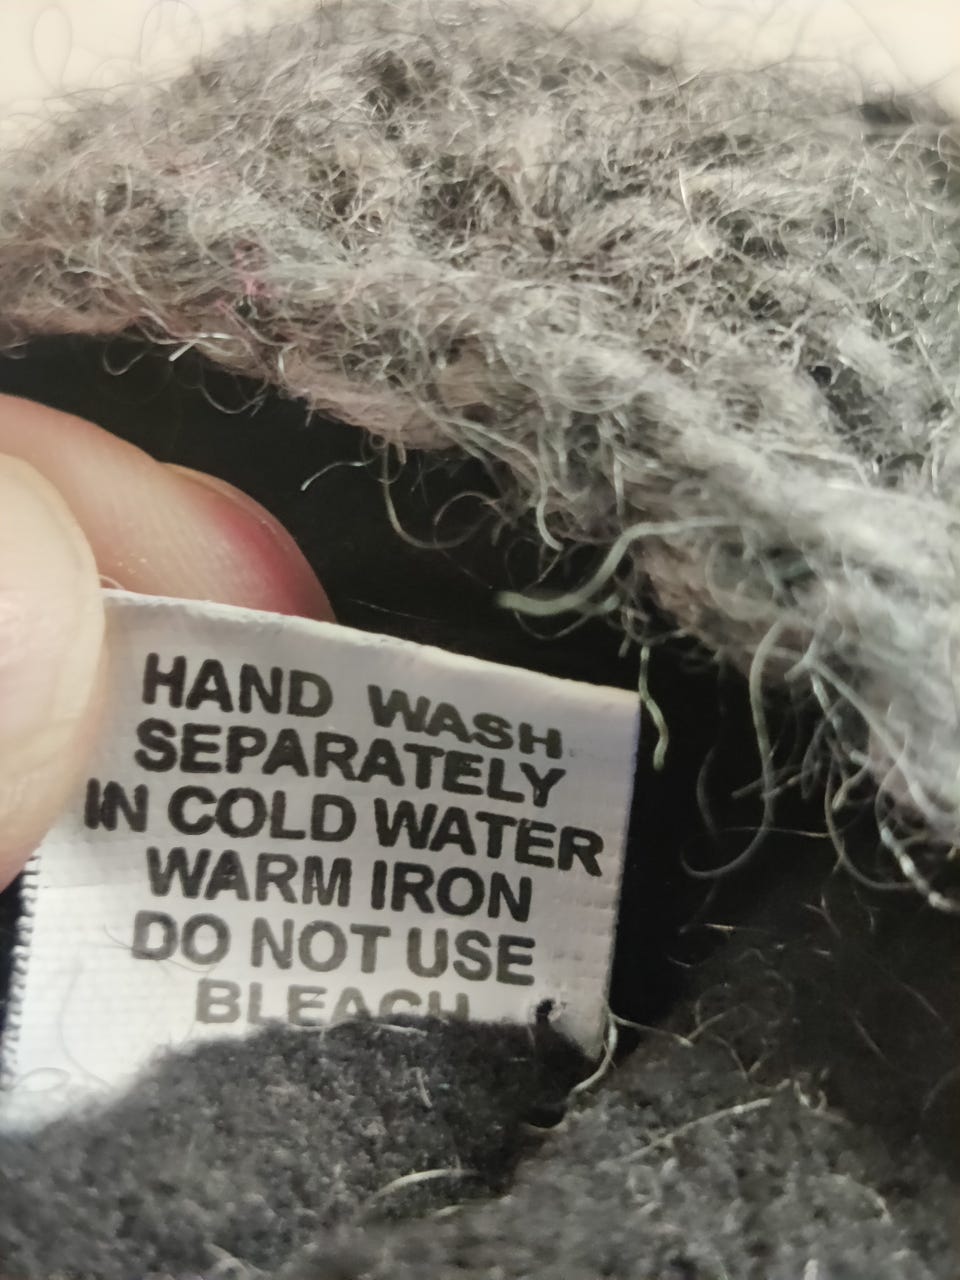 HAND WASH
SEPARATELY
IN COLD WATER
WARM IRON
DO NOT USE
BLEACH